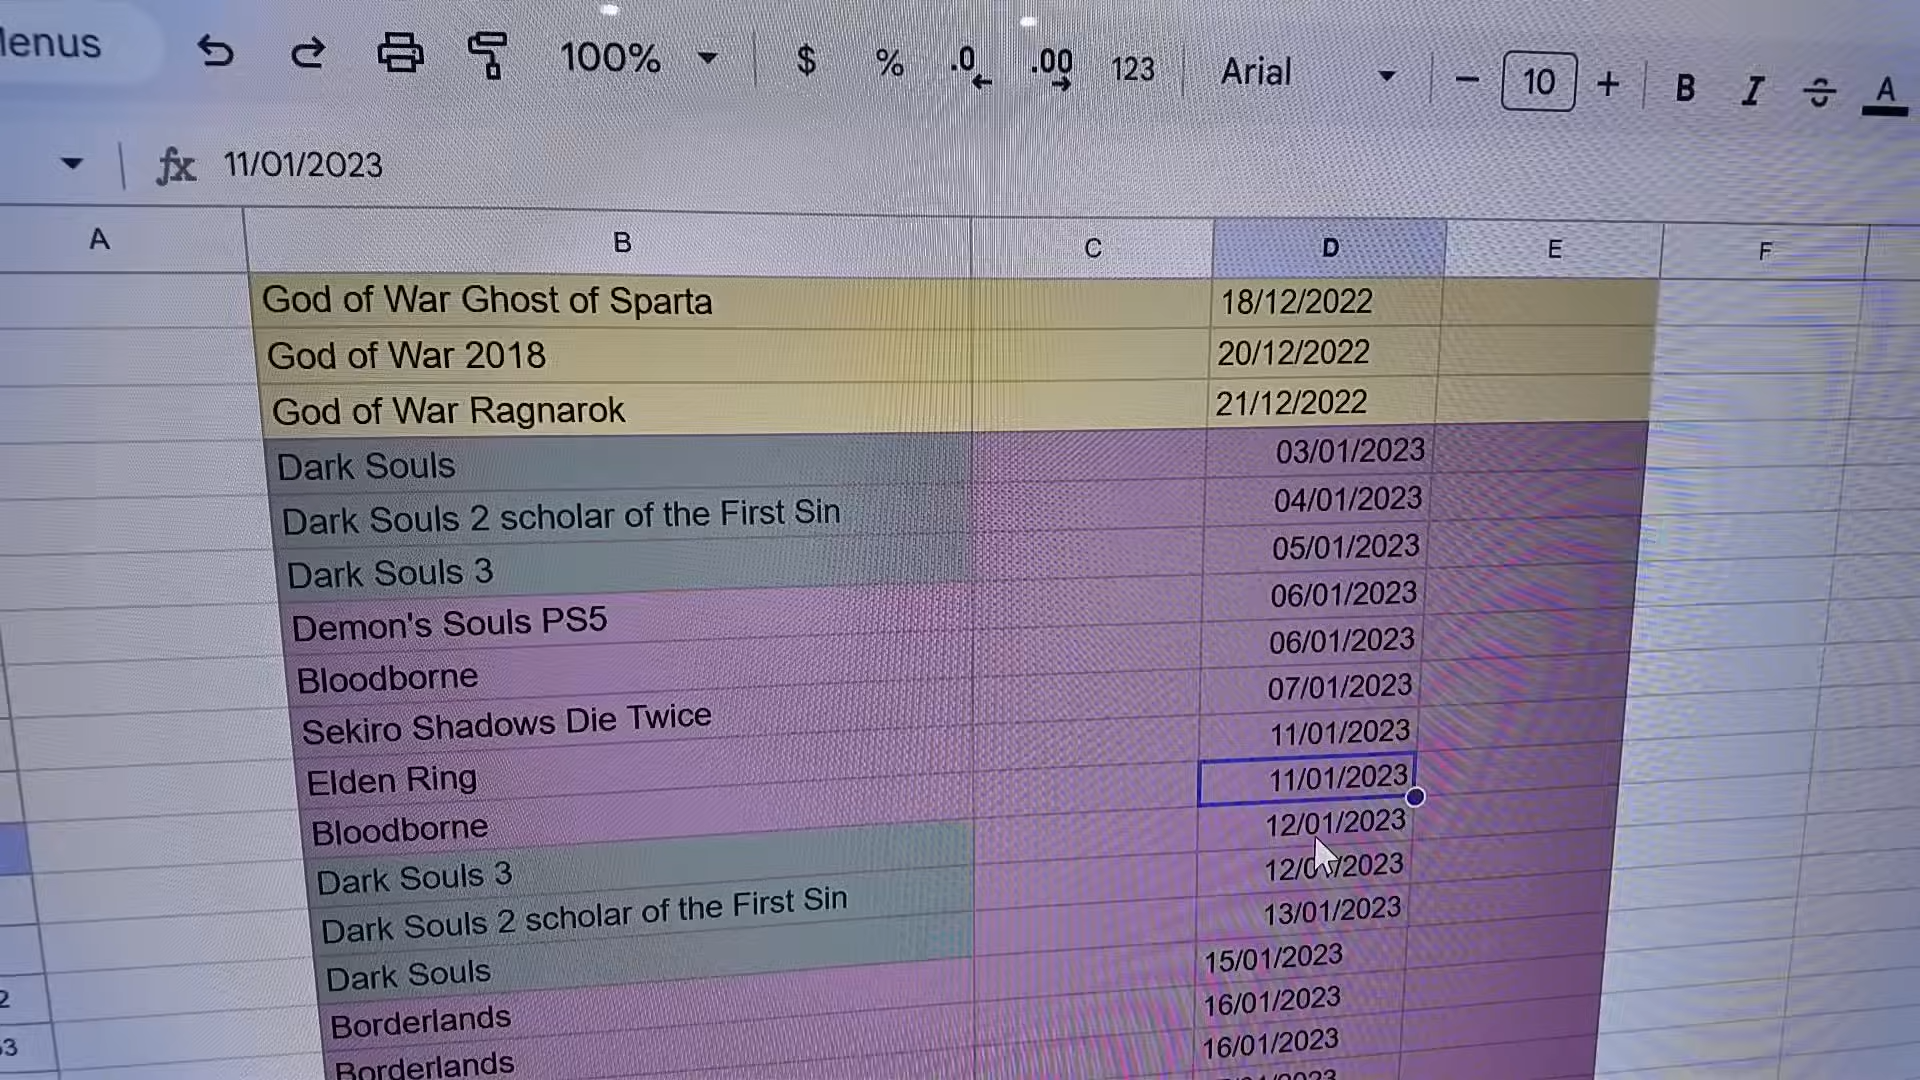 Menus 100% $ % .0 .00 123 Arial 10 B I A
fx 11/01/2023
A B C D E F
God of War Ghost of Sparta 18/12/2022
God of War 2018 20/12/2022
God of War Ragnarok 21/12/2022
Dark Souls 03/01/2023
Dark Souls 2 scholar of the First Sin 04/01/2023
Dark Souls 3 05/01/2023
Demon's Souls PS5 06/01/2023
Bloodborne 06/01/2023
Sekiro Shadows Die Twice 07/01/2023
Elden Ring 11/01/2023
Bloodborne 11/01/2023
Dark Souls 3 12/01/2023
Dark Souls 2 scholar of the First Sin 12/01/2023
Dark Souls 13/01/2023
Borderlands 15/01/2023
Borderlands 16/01/2023
16/01/2023